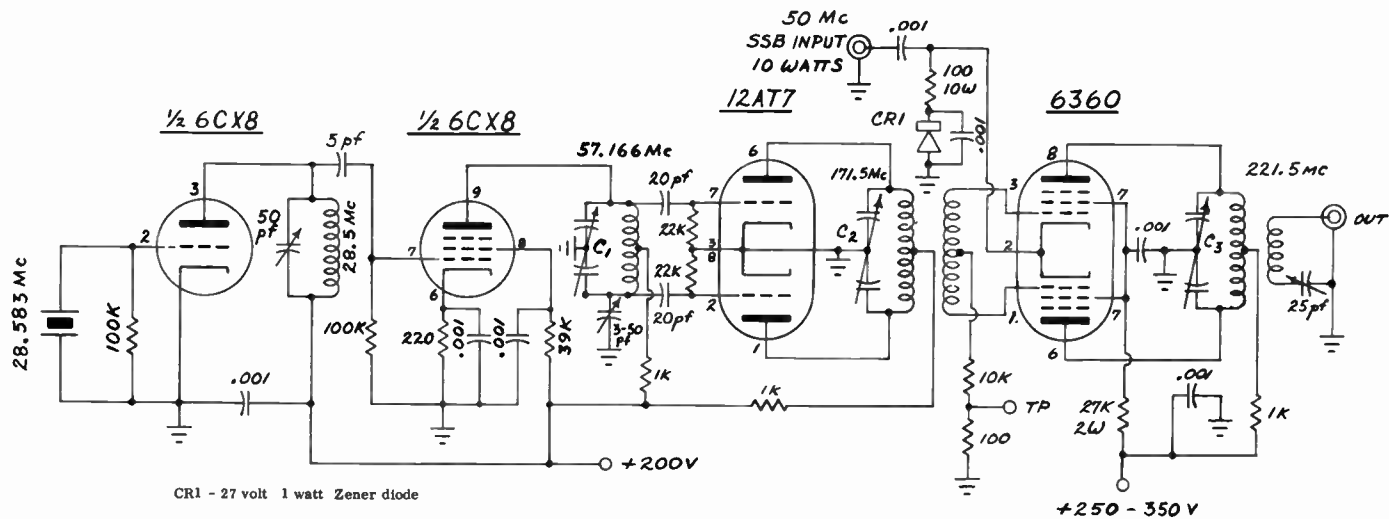 50 Mc
SSB INPUT
10 WATTS
.001
100
10W
CR1
.001
½ 6CX8
½ 6CX8
12AT7
6360
28.583 Mc
2
3
100K
.001
50
pf
28.5 Mc
5pf
100K
7
9
8
6
220
.001
.001
39K
57.166 Mc
C1
3-50
pf
20pf
20pf
22K
22K
1K
7
6
3
8
2
1
1K
171.5Mc
C2
10K
TP
100
3
2
1.
8
7
7
6
.001
C3
221.5 MC
OUT
25pf
27K
2W
.001
1K
+200V
+250 - 350 V
CR1 - 27 volt 1 watt Zener diode